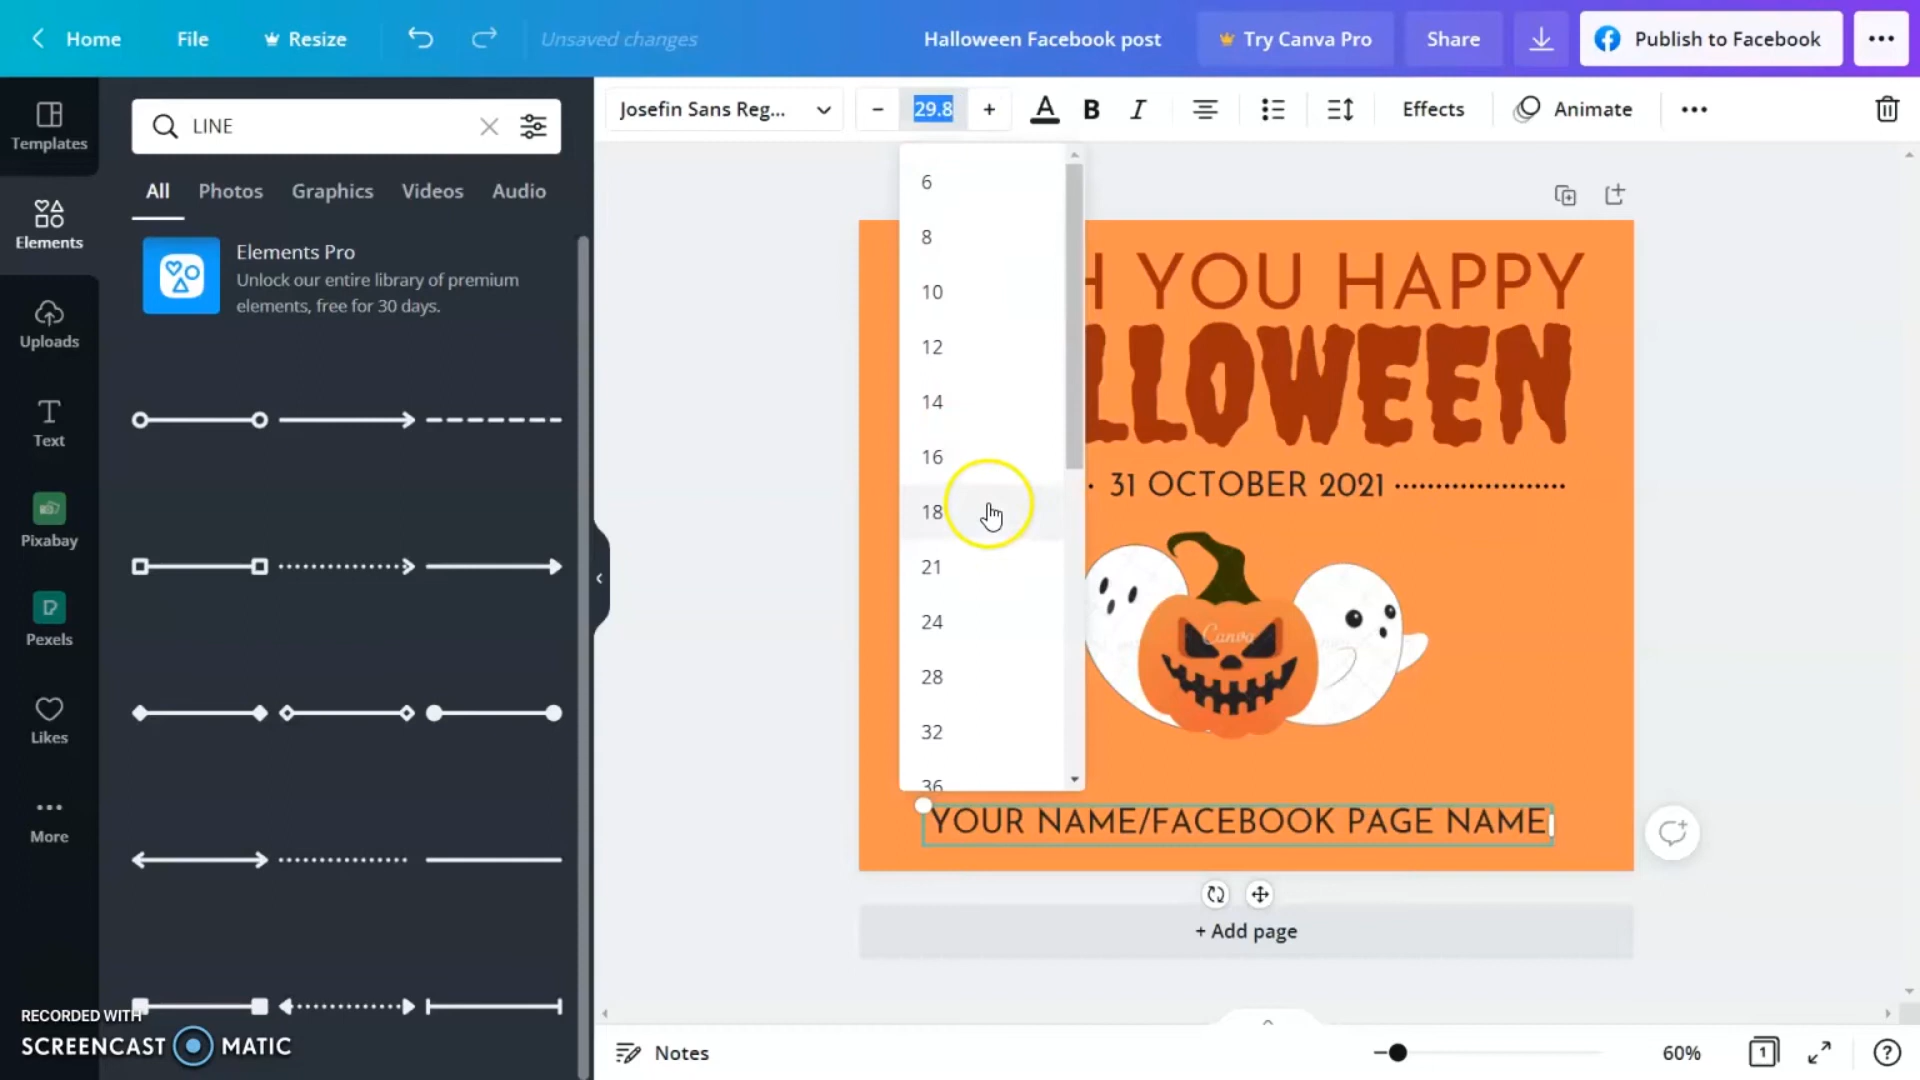 Home
File
Resize
Unsaved changes
Halloween Facebook post
Try Canva Pro
Share
Publish to Facebook
Templates
Elements
Uploads
Text
Pixabay
Pexels
Likes
More
LINE
All
Photos
Graphics
Videos
Audio
Elements Pro
Unlock our entire library of premium
elements, free for 30 days.
RECORDED WITH
SCREENCAST MATIC
Josefin Sans Reg...
29.8
A
B
I
Effects
Animate
6
8
10
12
14
16
18
21
24
28
32
36
H YOU HAPPY
LLOWEEN
31 OCTOBER 2021
Canva
YOUR NAME/FACEBOOK PAGE NAME
+ Add page
Notes
60%
1